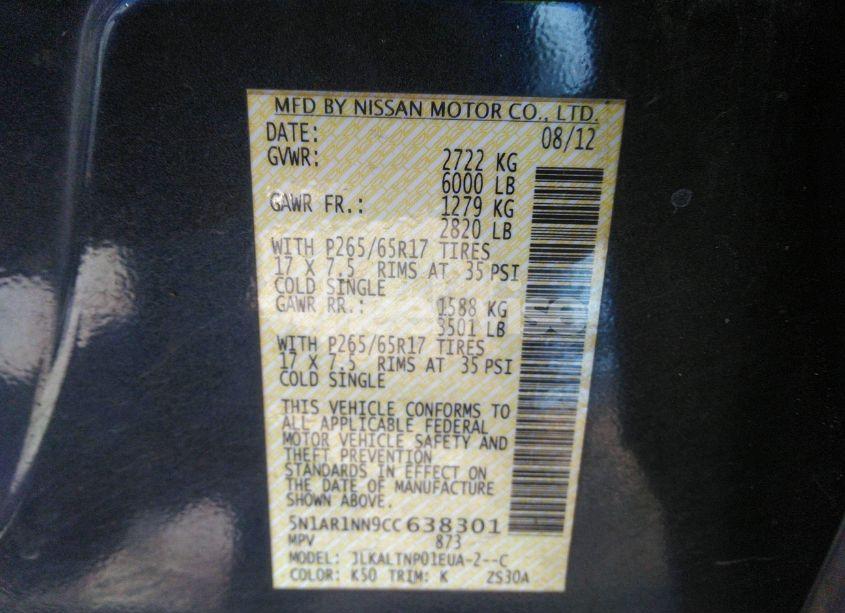 MFD BY NISSAN MOTOR CO., LTD.
DATE: 08/12
GVWR: 2722 KG
6000 LB
GAWR FR.: 1279 KG
2820 LB
WITH P265/65R17 TIRES
17 X 7.5 RIMS AT 35 PSI
COLD SINGLE
GAWR RR.: 1588 KG
3501 LB
WITH P265/65R17 TIRES
17 X 7.5 RIMS AT 35 PSI
COLD SINGLE
THIS VEHICLE CONFORMS TO
ALL APPLICABLE FEDERAL
MOTOR VEHICLE SAFETY AND
THEFT PREVENTION
STANDARDS IN EFFECT ON
THE DATE OF MANUFACTURE
SHOWN ABOVE.
5N1AR1NN9CC638301
MPV 873
MODEL: JLKALTNP01EUA-2--C
COLOR: K50 TRIM: K ZS30A